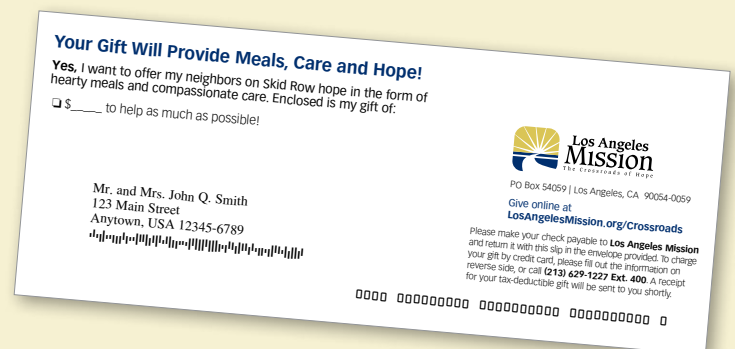 Your Gift Will Provide Meals, Care and Hope!
Yes, I want to offer my neighbors on Skid Row hope in the form of
hearty meals and compassionate care. Enclosed is my gift of:
❏ $____ to help as much as possible!
Mr. and Mrs. John Q. Smith
123 Main Street
Anytown, USA 12345-6789
Los Angeles
Mission
The Crossroads of Hope
PO Box 54059 | Los Angeles, CA 90054-0059
Give online at
LosAngelesMission.org/Crossroads
Please make your check payable to Los Angeles Mission
and return it with this slip in the envelope provided. To charge
your gift by credit card, please fill out the information on
reverse side, or call (213) 629-1227 Ext. 400. A receipt
for your tax-deductible gift will be sent to you shortly.